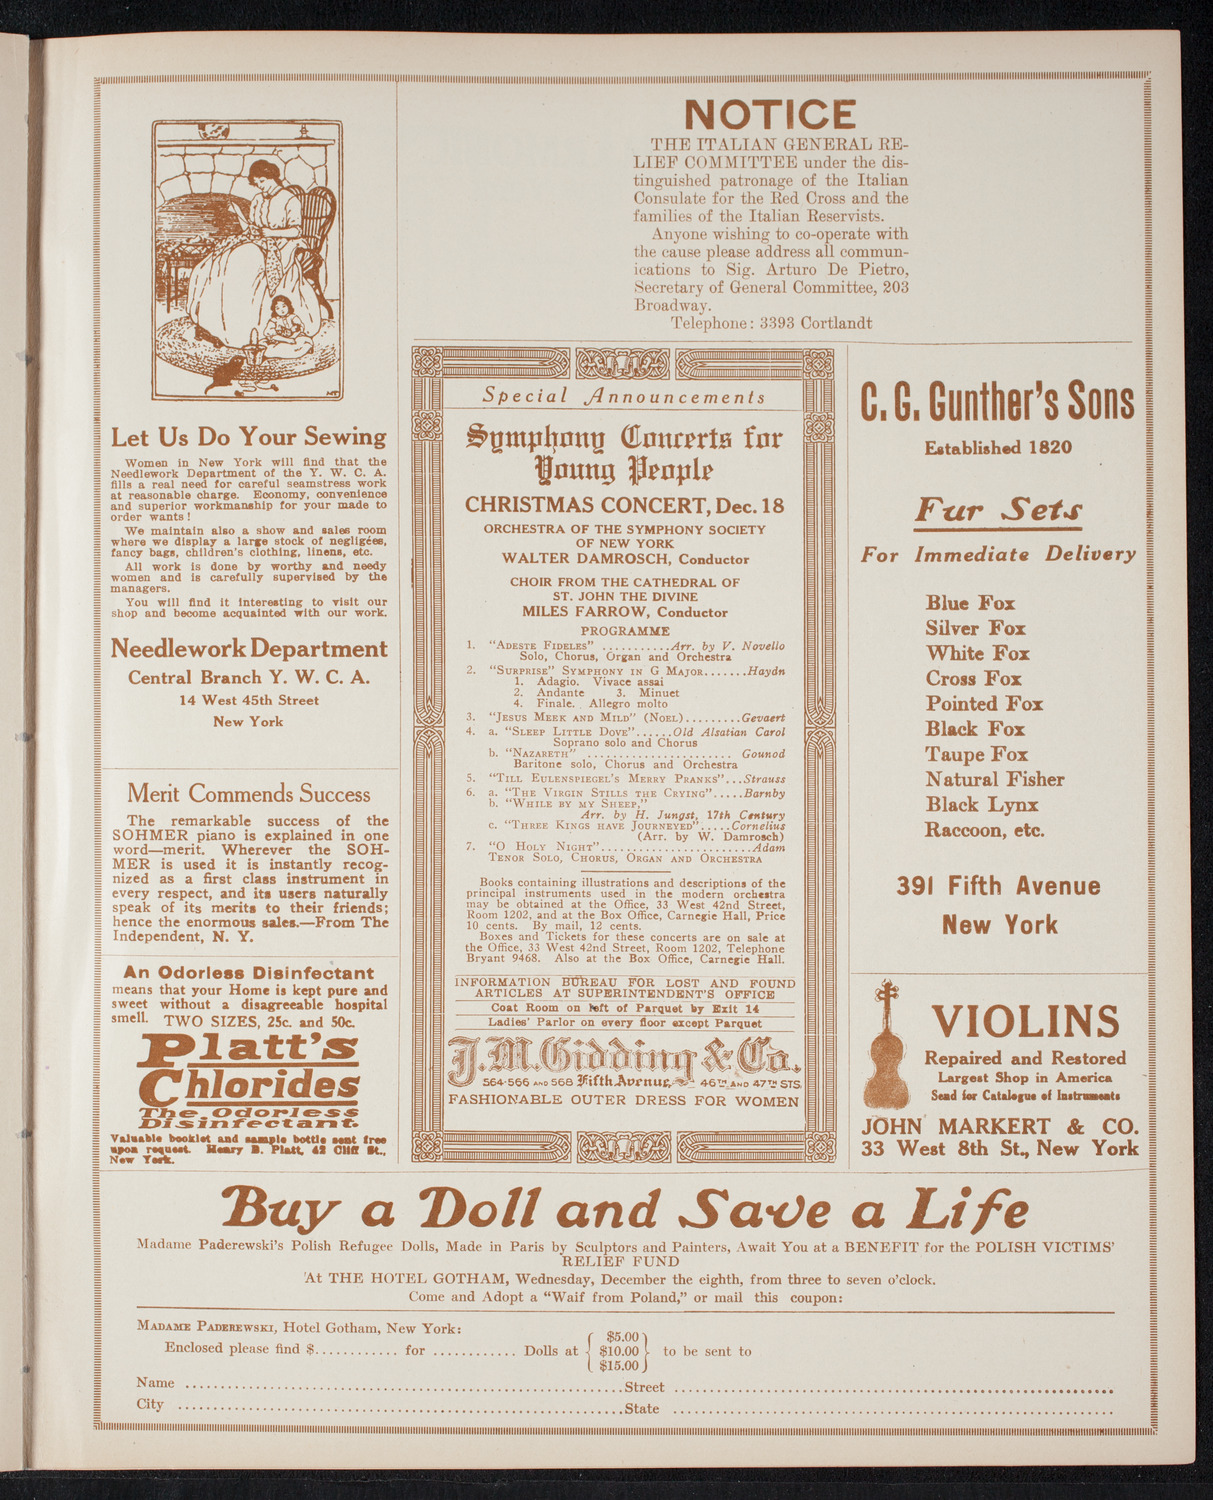 NOTICE
THE ITALIAN GENERAL RE-
LIEF COMMITTEE under the dis-
tinguished patronage of the Italian
Consulate for the Red Cross and the
families of the Italian Reservists.
Anyone wishing to co-operate with
the cause please address all commun-
ications to Sig. Arturo De Pietro,
Secretary of General Committee, 203
Broadway.
Telephone: 3393 Cortlandt
Let Us Do Your Sewing
Women in New York will find that the
Needlework Department of the Y. W. C. A.
fills a real need for careful seamstress work
at reasonable charge. Economy, convenience
and superior workmanship for your made to
order wants!
We maintain also a show and sales room
where we display a large stock of negligées,
fancy bags, children's clothing, linens, etc.
All work is done by worthy and needy
women and is carefully supervised by the
managers.
You will find it interesting to visit our
shop and become acquainted with our work.
Needlework Department
Central Branch Y. W. C. A.
14 West 45th Street
New York
Merit Commends Success
The remarkable success of the
SOHMER piano is explained in one
word—merit. Wherever the SOH-
MER is used it is instantly recog-
nized as a first class instrument in
every respect, and its users naturally
speak of its merits to their friends;
hence the enormous sales.—From The
Independent, N. Y.
An Odorless Disinfectant
means that your Home is kept pure and
sweet without a disagreeable hospital
smell. TWO SIZES, 25c. and 50c.
Platt's
Chlorides
The Odorless
Disinfectant.
Valuable booklet and sample bottle sent free
upon request. Henry B. Platt, 42 Cliff St.,
New York.
Special Announcements
Symphony Concerts for
Young People
CHRISTMAS CONCERT, Dec. 18
ORCHESTRA OF THE SYMPHONY SOCIETY
OF NEW YORK
WALTER DAMROSCH, Conductor
CHOIR FROM THE CATHEDRAL OF
ST. JOHN THE DIVINE
MILES FARROW, Conductor
PROGRAMME
1. "ADESTE FIDELES" ...........Arr. by V. Novello
Solo, Chorus, Organ and Orchestra
2. "SURPRISE" SYMPHONY IN G MAJOR.......Haydn
1. Adagio. Vivace assai
2. Andante 3. Minuet
4. Finale. Allegro molto
3. "JESUS MEEK AND MILD" (NOEL).........Gevaert
4. a. "SLEEP LITTLE DOVE"......Old Alsatian Carol
Soprano solo and Chorus
b. "NAZARETH" ....................... Gounod
Baritone solo, Chorus and Orchestra
5. "TILL EULENSPIEGEL'S MERRY PRANKS"...Strauss
6. a. "THE VIRGIN STILLS THE CRYING".....Barnby
b. "WHILE BY MY SHEEP,"
Arr. by H. Jungst, 17th Century
c. "THREE KINGS HAVE JOURNEYED".....Cornelius
(Arr. by W. Damrosch)
7. "O HOLY NIGHT".......................Adam
TENOR SOLO, CHORUS, ORGAN AND ORCHESTRA
Books containing illustrations and descriptions of the
principal instruments used in the modern orchestra
may be obtained at the Office, 33 West 42nd Street,
Room 1202, and at the Box Office, Carnegie Hall, Price
10 cents. By mail, 12 cents.
Boxes and Tickets for these concerts are on sale at
the Office, 33 West 42nd Street, Room 1202, Telephone
Bryant 9468. Also at the Box Office, Carnegie Hall.
INFORMATION BUREAU FOR LOST AND FOUND
ARTICLES AT SUPERINTENDENT'S OFFICE
Coat Room on left of Parquet by Exit 14
Ladies' Parlor on every floor except Parquet
J.M. Gidding & Co.
564-566 AND 568 Fifth Avenue, 46TH AND 47TH STS.
FASHIONABLE OUTER DRESS FOR WOMEN
C. G. Gunther's Sons
Established 1820
Fur Sets
For Immediate Delivery
Blue Fox
Silver Fox
White Fox
Cross Fox
Pointed Fox
Black Fox
Taupe Fox
Natural Fisher
Black Lynx
Raccoon, etc.
391 Fifth Avenue
New York
VIOLINS
Repaired and Restored
Largest Shop in America
Send for Catalogue of Instruments
JOHN MARKERT & CO.
33 West 8th St., New York
Buy a Doll and Save a Life
Madame Paderewski's Polish Refugee Dolls, Made in Paris by Sculptors and Painters, Await You at a BENEFIT for the POLISH VICTIMS'
RELIEF FUND
At THE HOTEL GOTHAM, Wednesday, December the eighth, from three to seven o'clock.
Come and Adopt a "Waif from Poland," or mail this coupon:
MADAME PADEREWSKI, Hotel Gotham, New York:
Enclosed please find $............ for ............ Dolls at { $5.00 $10.00 $15.00 } to be sent to
Name ............................................................Street ............................................................
City ............................................................State ............................................................